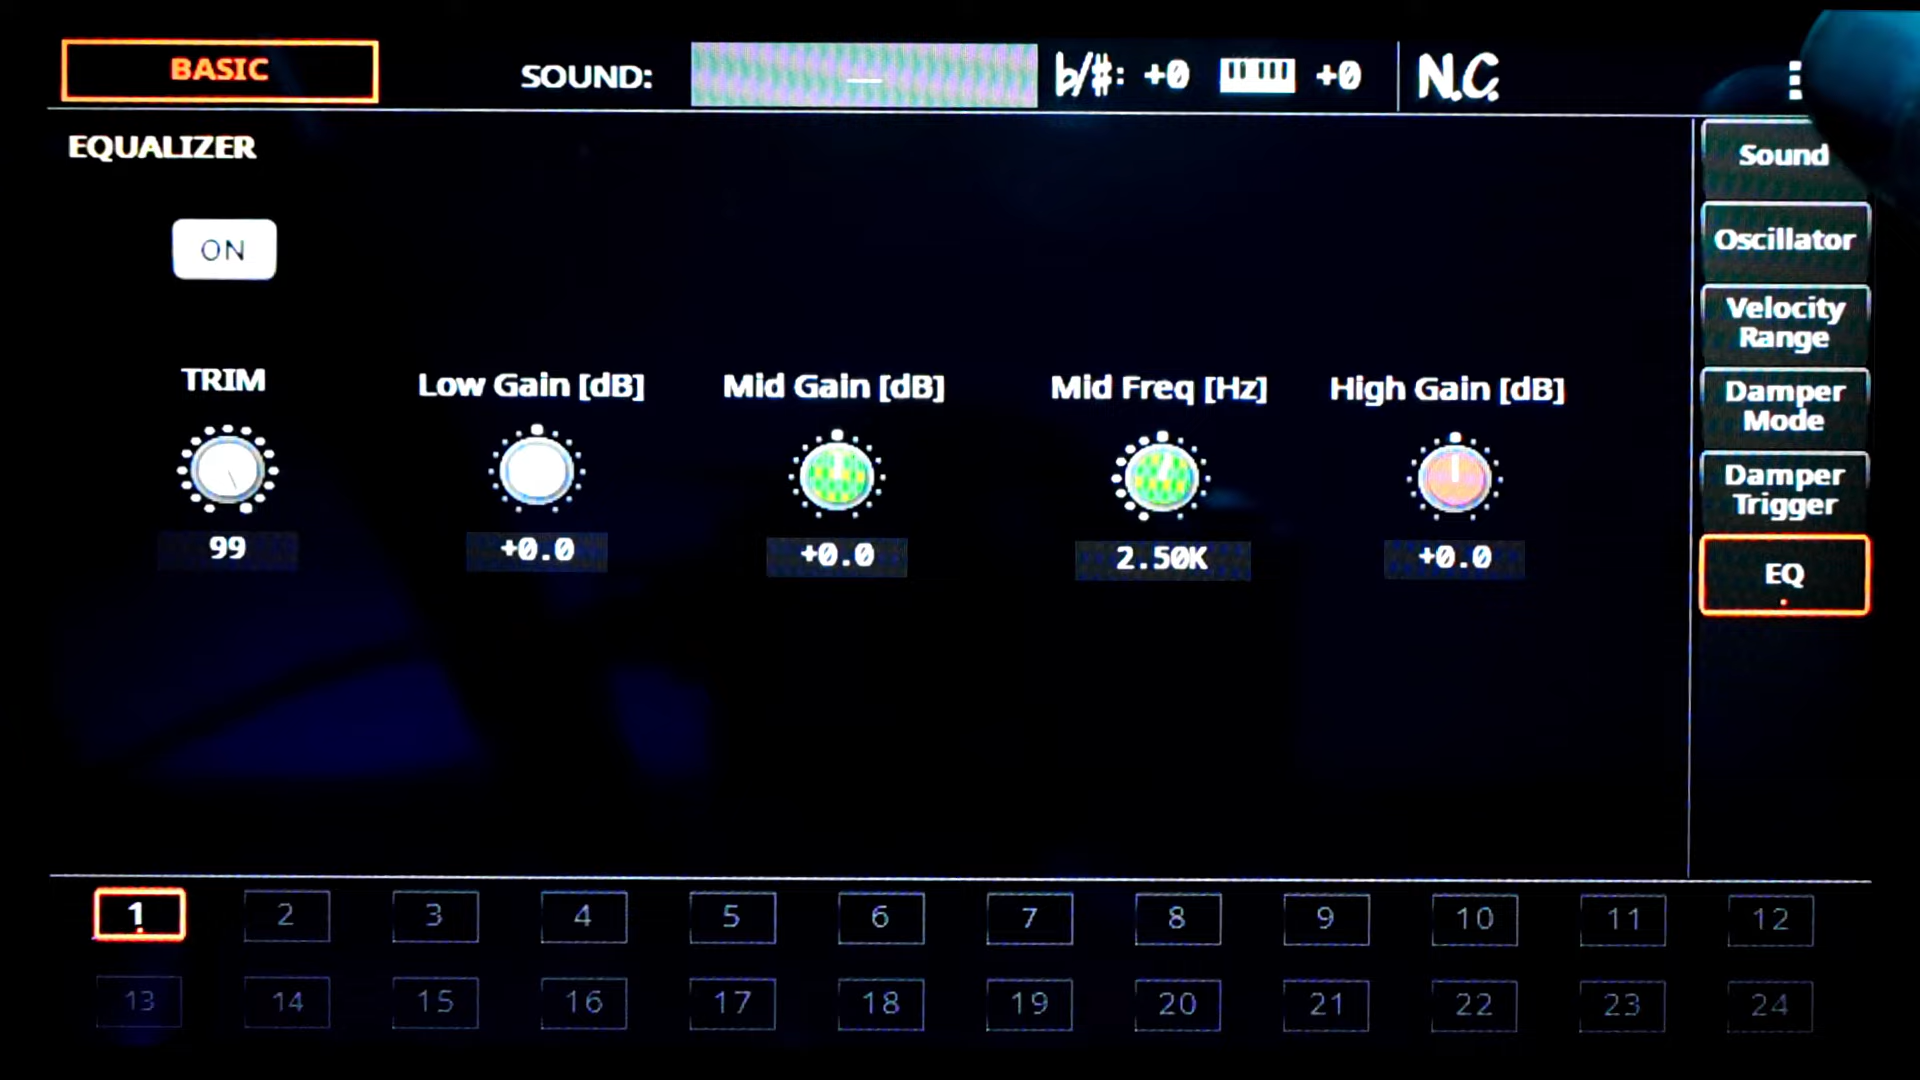 BASIC
SOUND:
♭/#: +0
+0
N.C.
EQUALIZER
ON
TRIM
Low Gain [dB]
Mid Gain [dB]
Mid Freq [Hz]
High Gain [dB]
99
+0.0
+0.0
2.50K
+0.0
Sound
Oscillator
Velocity
Range
Damper
Mode
Damper
Trigger
EQ
1 2 3 4 5 6 7 8 9 10 11 12
13 14 15 16 17 18 19 20 21 22 23 24